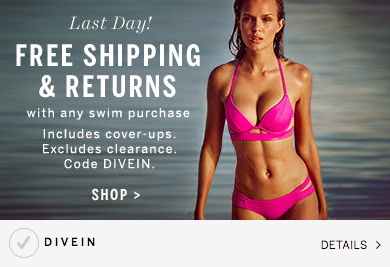 Last Day!
FREE SHIPPING
& RETURNS
with any swim purchase
Includes cover-ups.
Excludes clearance.
Code DIVEIN.
SHOP >
DIVEIN
DETAILS >